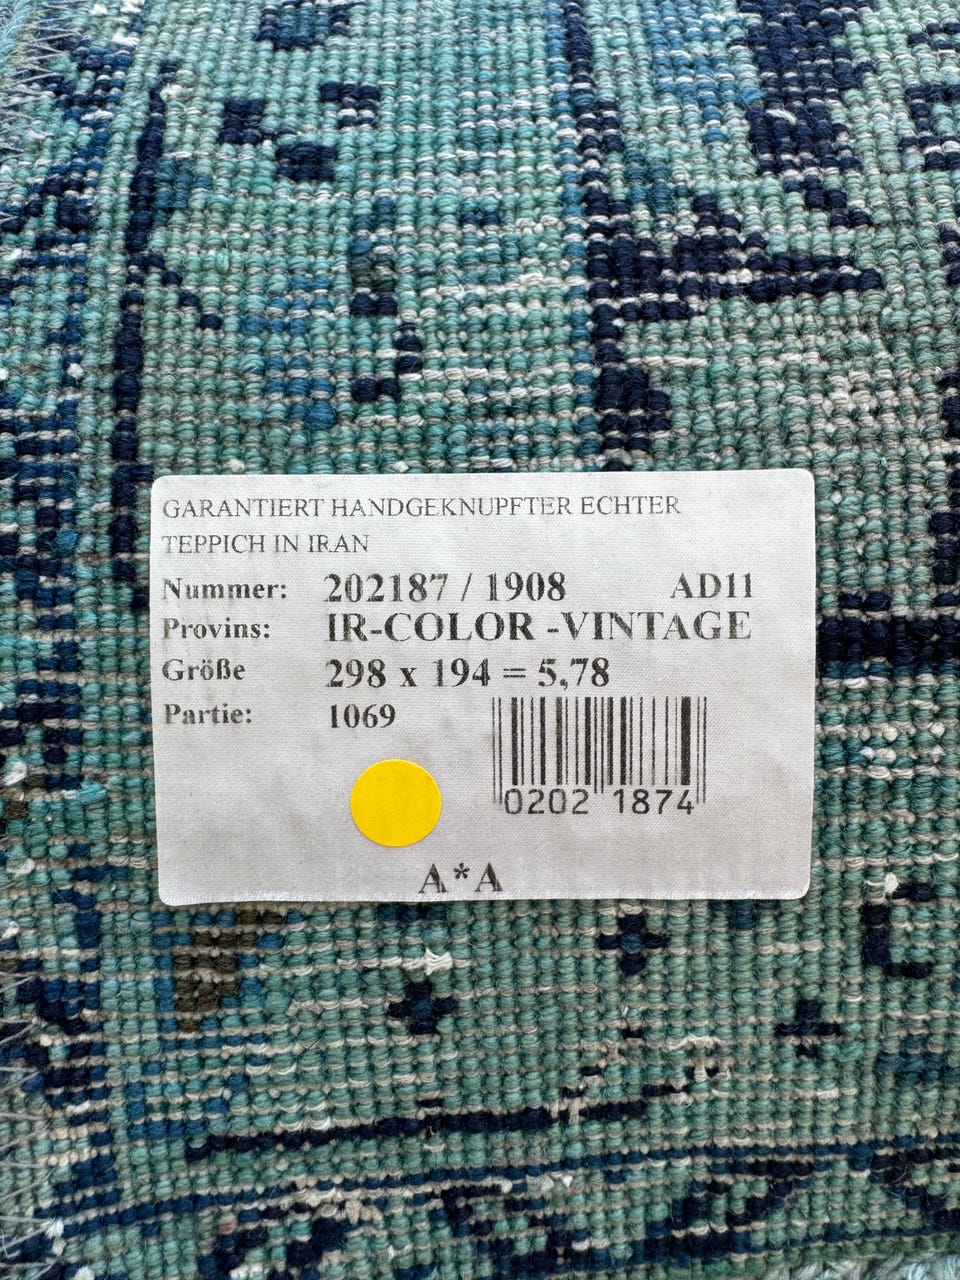 GARANTIERT HANDGEKNUPFTER ECHTER
TEPPICH IN IRAN
Nummer: 202187 / 1908 AD11
Provins: IR-COLOR -VINTAGE
Größe 298 x 194 = 5,78
Partie: 1069
0202 1874
A * A